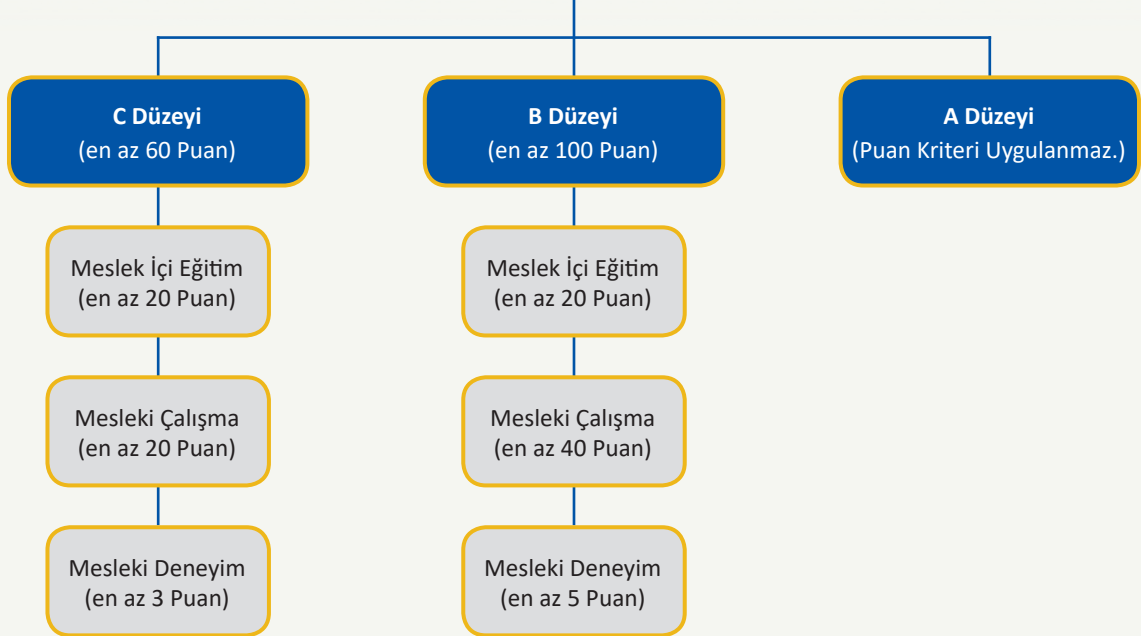 C Düzeyi
(en az 60 Puan)
Meslek İçi Eğitim
(en az 20 Puan)
Mesleki Çalışma
(en az 20 Puan)
Mesleki Deneyim
(en az 3 Puan)
B Düzeyi
(en az 100 Puan)
Meslek İçi Eğitim
(en az 20 Puan)
Mesleki Çalışma
(en az 40 Puan)
Mesleki Deneyim
(en az 5 Puan)
A Düzeyi
(Puan Kriteri Uygulanmaz.)